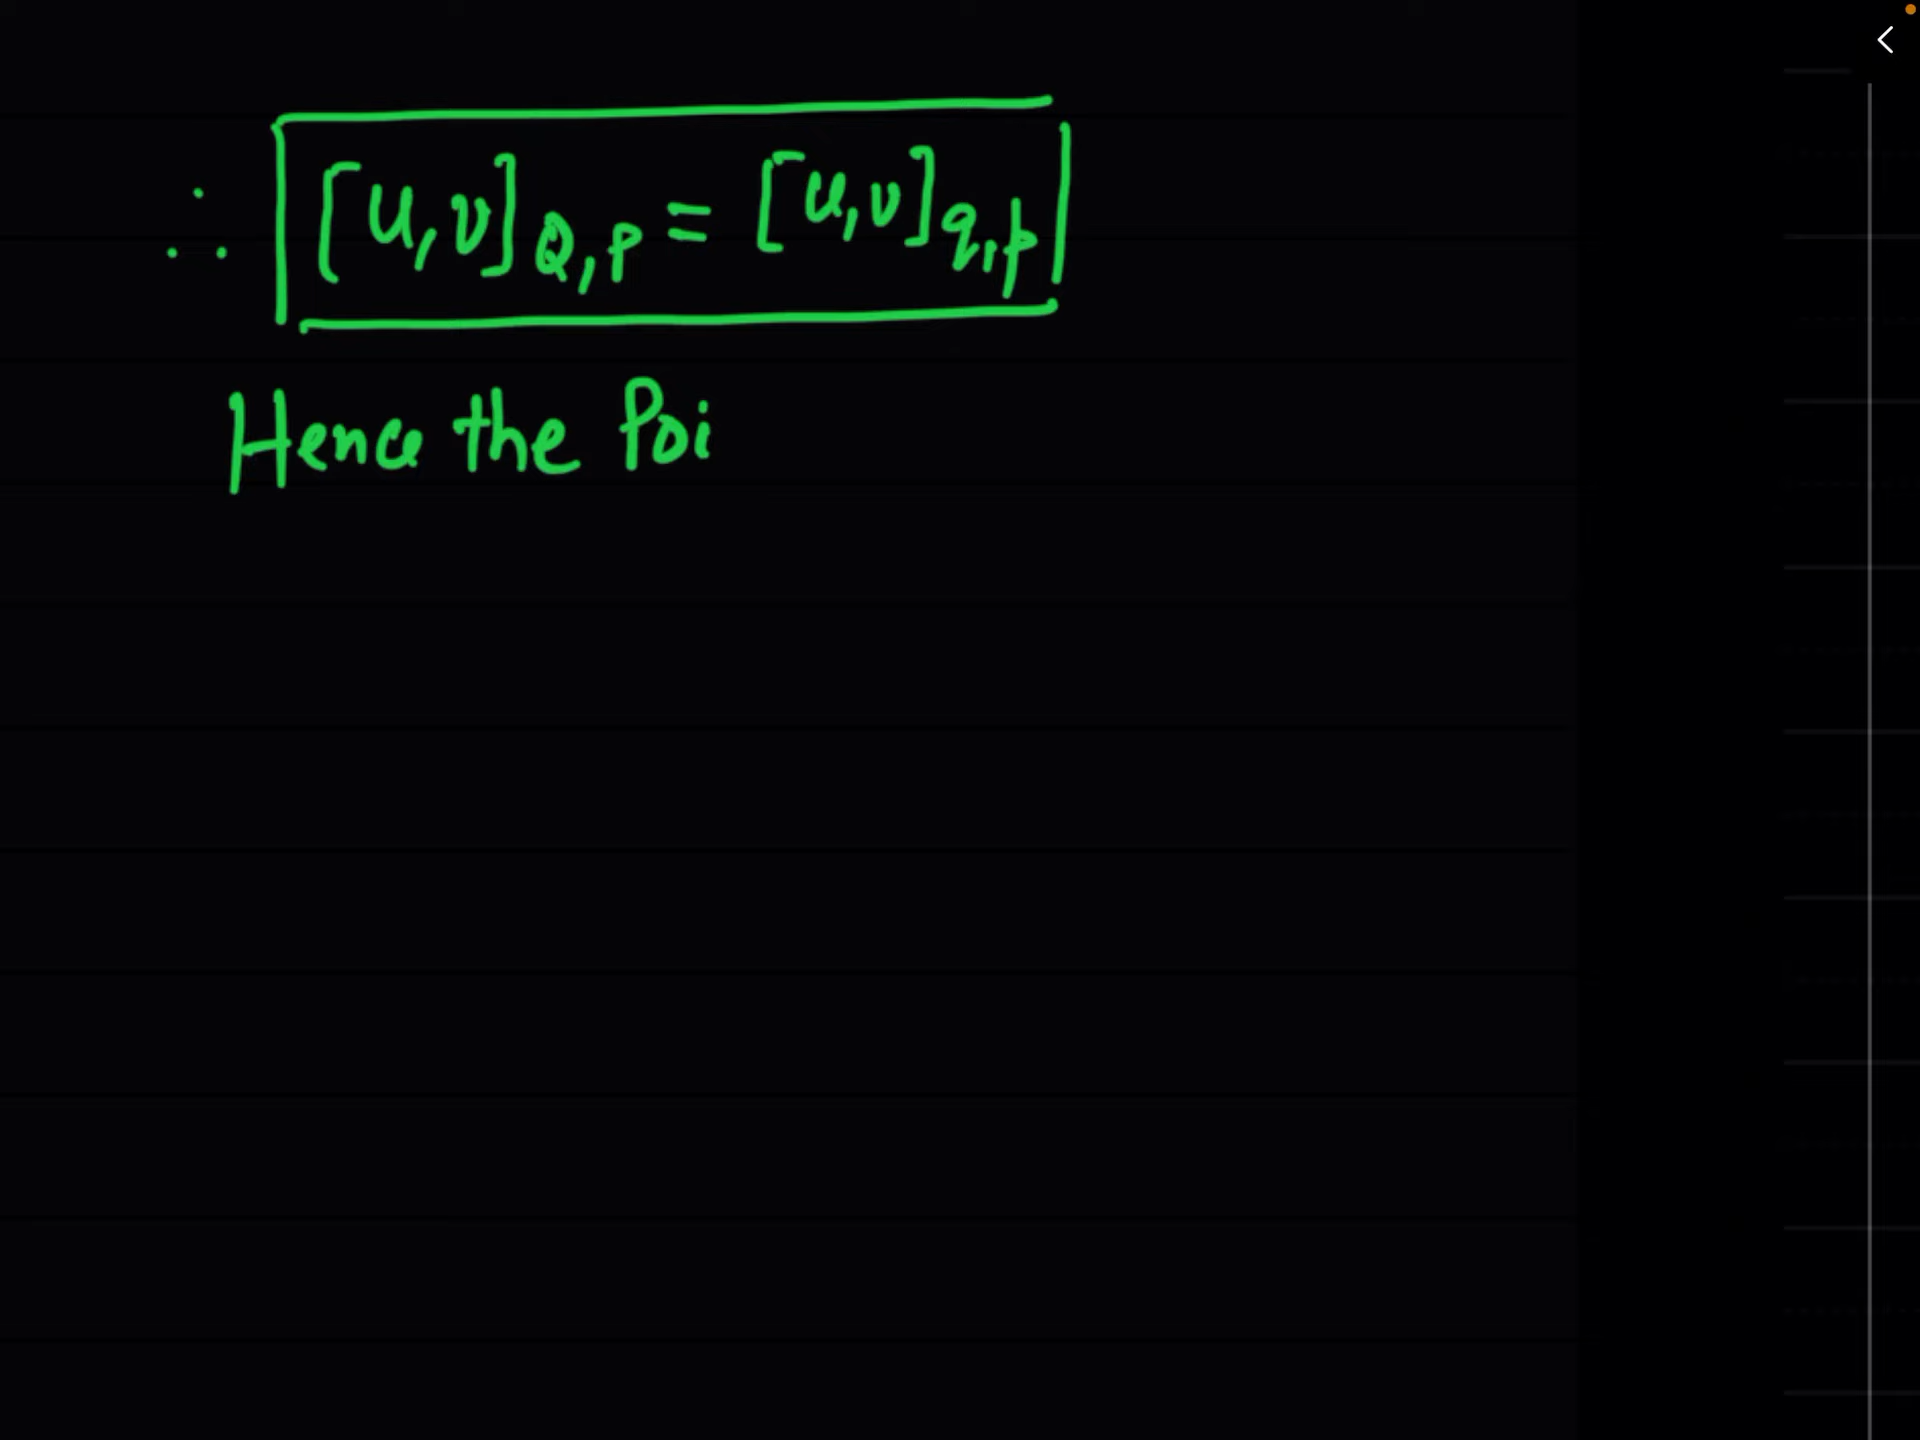 ∴ [u,v]Q,P = [u,v]q,p
Hence the Poi